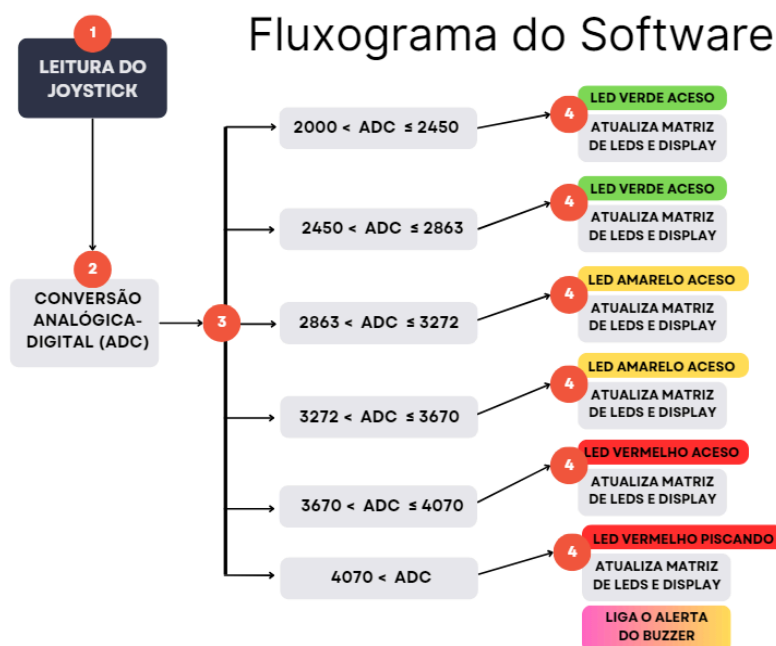 Fluxograma do Software
1
LEITURA DO
JOYSTICK
2
CONVERSÃO
ANALÓGICA-
DIGITAL (ADC)
3
2000 < ADC ≤ 2450
4
LED VERDE ACESO
ATUALIZA MATRIZ
DE LEDS E DISPLAY
2450 < ADC ≤ 2863
4
LED VERDE ACESO
ATUALIZA MATRIZ
DE LEDS E DISPLAY
2863 < ADC ≤ 3272
4
LED AMARELO ACESO
ATUALIZA MATRIZ
DE LEDS E DISPLAY
3272 < ADC ≤ 3670
4
LED AMARELO ACESO
ATUALIZA MATRIZ
DE LEDS E DISPLAY
3670 < ADC ≤ 4070
4
LED VERMELHO ACESO
ATUALIZA MATRIZ
DE LEDS E DISPLAY
4070 < ADC
4
LED VERMELHO PISCANDO
ATUALIZA MATRIZ
DE LEDS E DISPLAY
LIGA O ALERTA
DO BUZZER